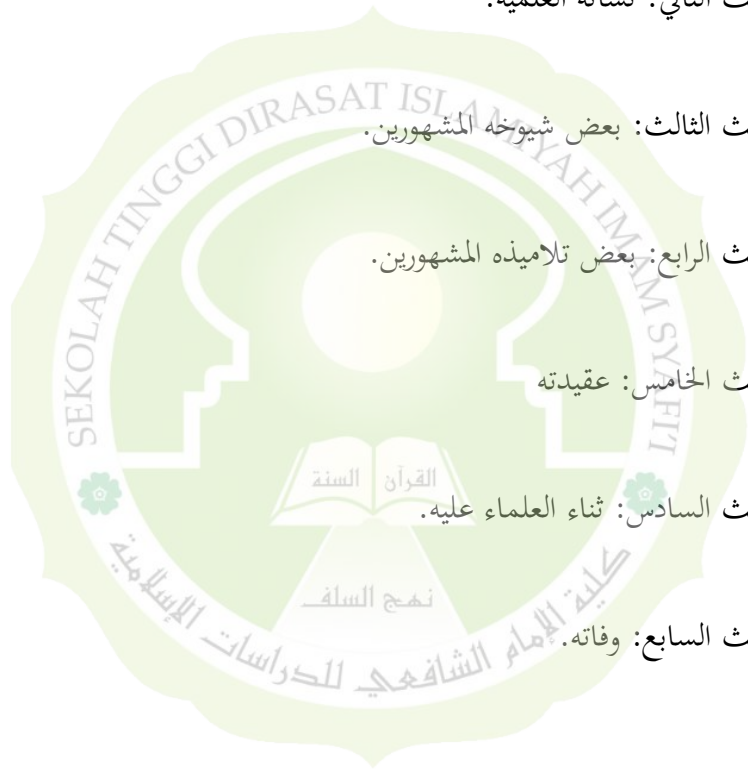 ث الثاني: نشأته العلمية.
ث الثالث: بعض شيوخه المشهورين.
ث الرابع: بعض تلاميذه المشهورين.
ث الخامس: عقيدته
ث السادس: ثناء العلماء عليه.
ث السابع: وفاته.
SEKOLAH TINGGI DIRASAT ISLAMIYAH IMAM SYAFI'I
القرآن السنة
نهج السلف
كلية الإمام الشافعي للدراسات الإسلامية